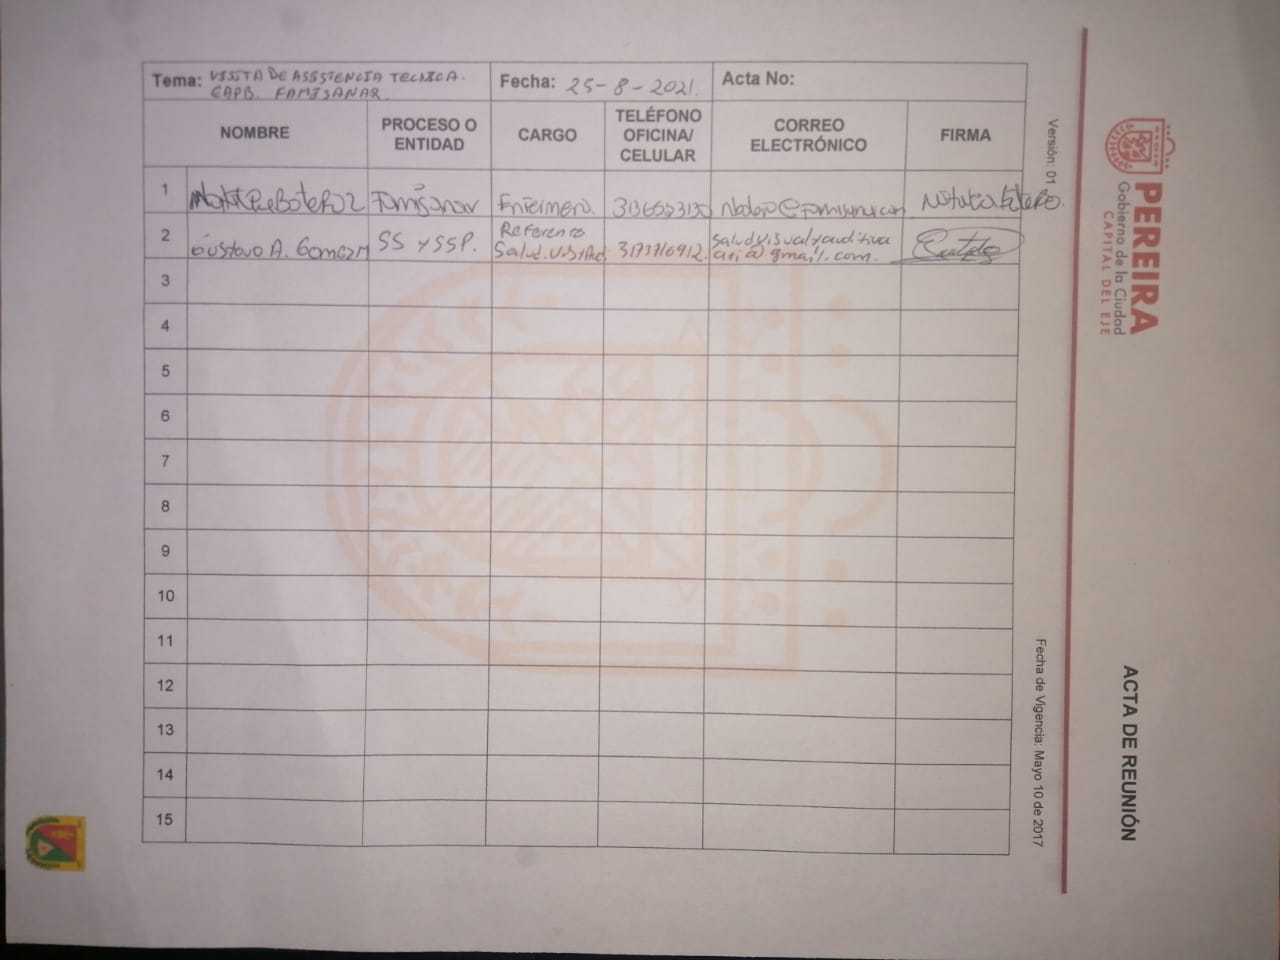 Tema: VISITA DE ASISTENCIA TECNICA.
CAPB. FAMISANAR.
Fecha: 25-8-2021.
Acta No:
NOMBRE
PROCESO O
ENTIDAD
CARGO
TELÉFONO
OFICINA/
CELULAR
CORREO
ELECTRÓNICO
FIRMA
1 Famisanar Enfermera.
2 Gustavo A. Gomez M SS y SSP. Referente
Salud. Visual 3173716912. saludvisualyauditiva
@gmail.com.
3
4
5
6
7
8
9
10
11
12
13
14
15
Versión: 01
Fecha de Vigencia: Mayo 10 de 2017
PEREIRA
Gobierno de la Ciudad
CAPITAL DEL EJE
ACTA DE REUNIÓN